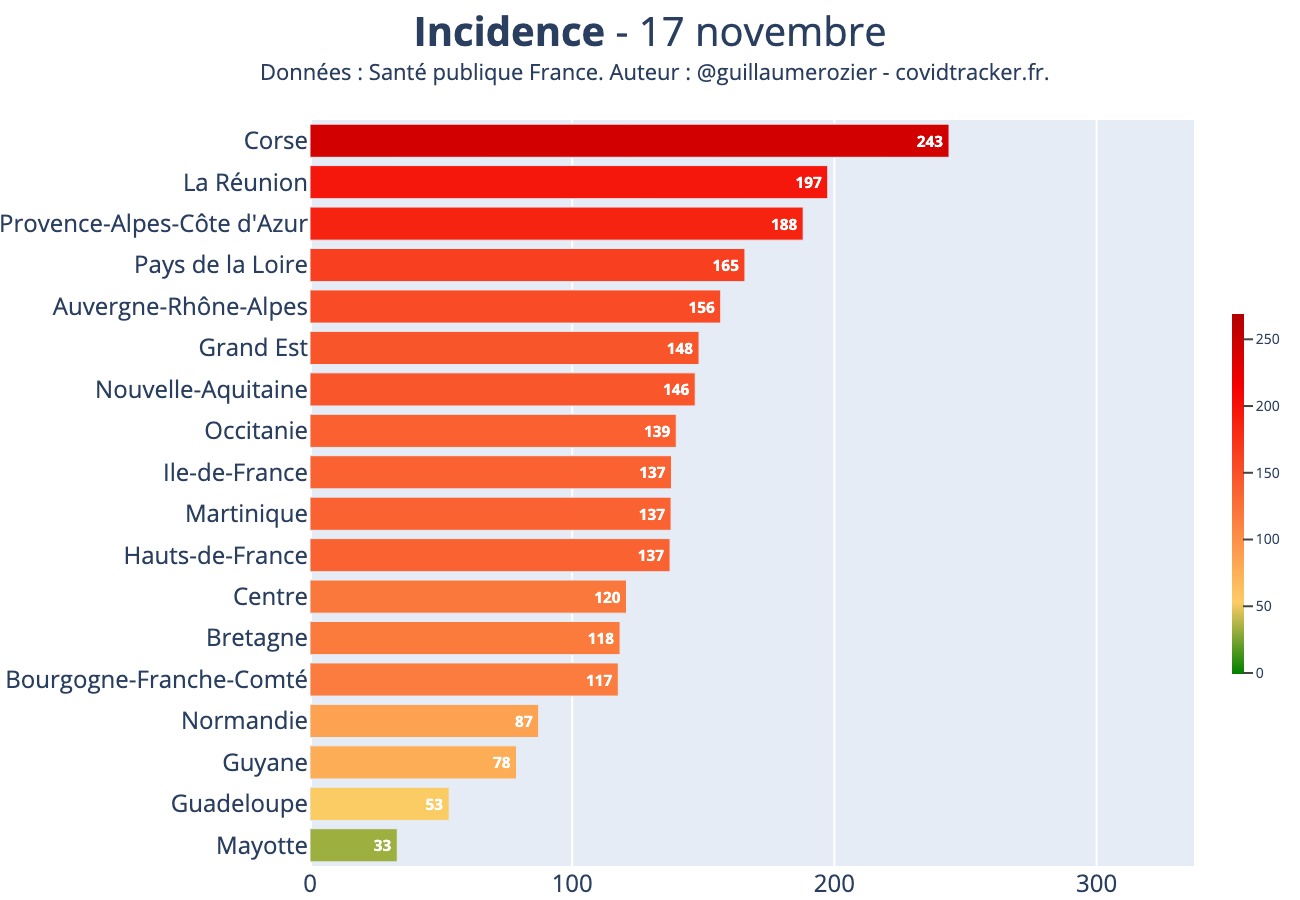 Incidence - 17 novembre
Données : Santé publique France. Auteur : @guillaumerozier - covidtracker.fr.
Corse 243
La Réunion 197
Provence-Alpes-Côte d'Azur 188
Pays de la Loire 165
Auvergne-Rhône-Alpes 156
Grand Est 148
Nouvelle-Aquitaine 146
Occitanie 139
Ile-de-France 137
Martinique 137
Hauts-de-France 137
Centre 120
Bretagne 118
Bourgogne-Franche-Comté 117
Normandie 87
Guyane 78
Guadeloupe 53
Mayotte 33
0 100 200 300
250
200
150
100
50
0